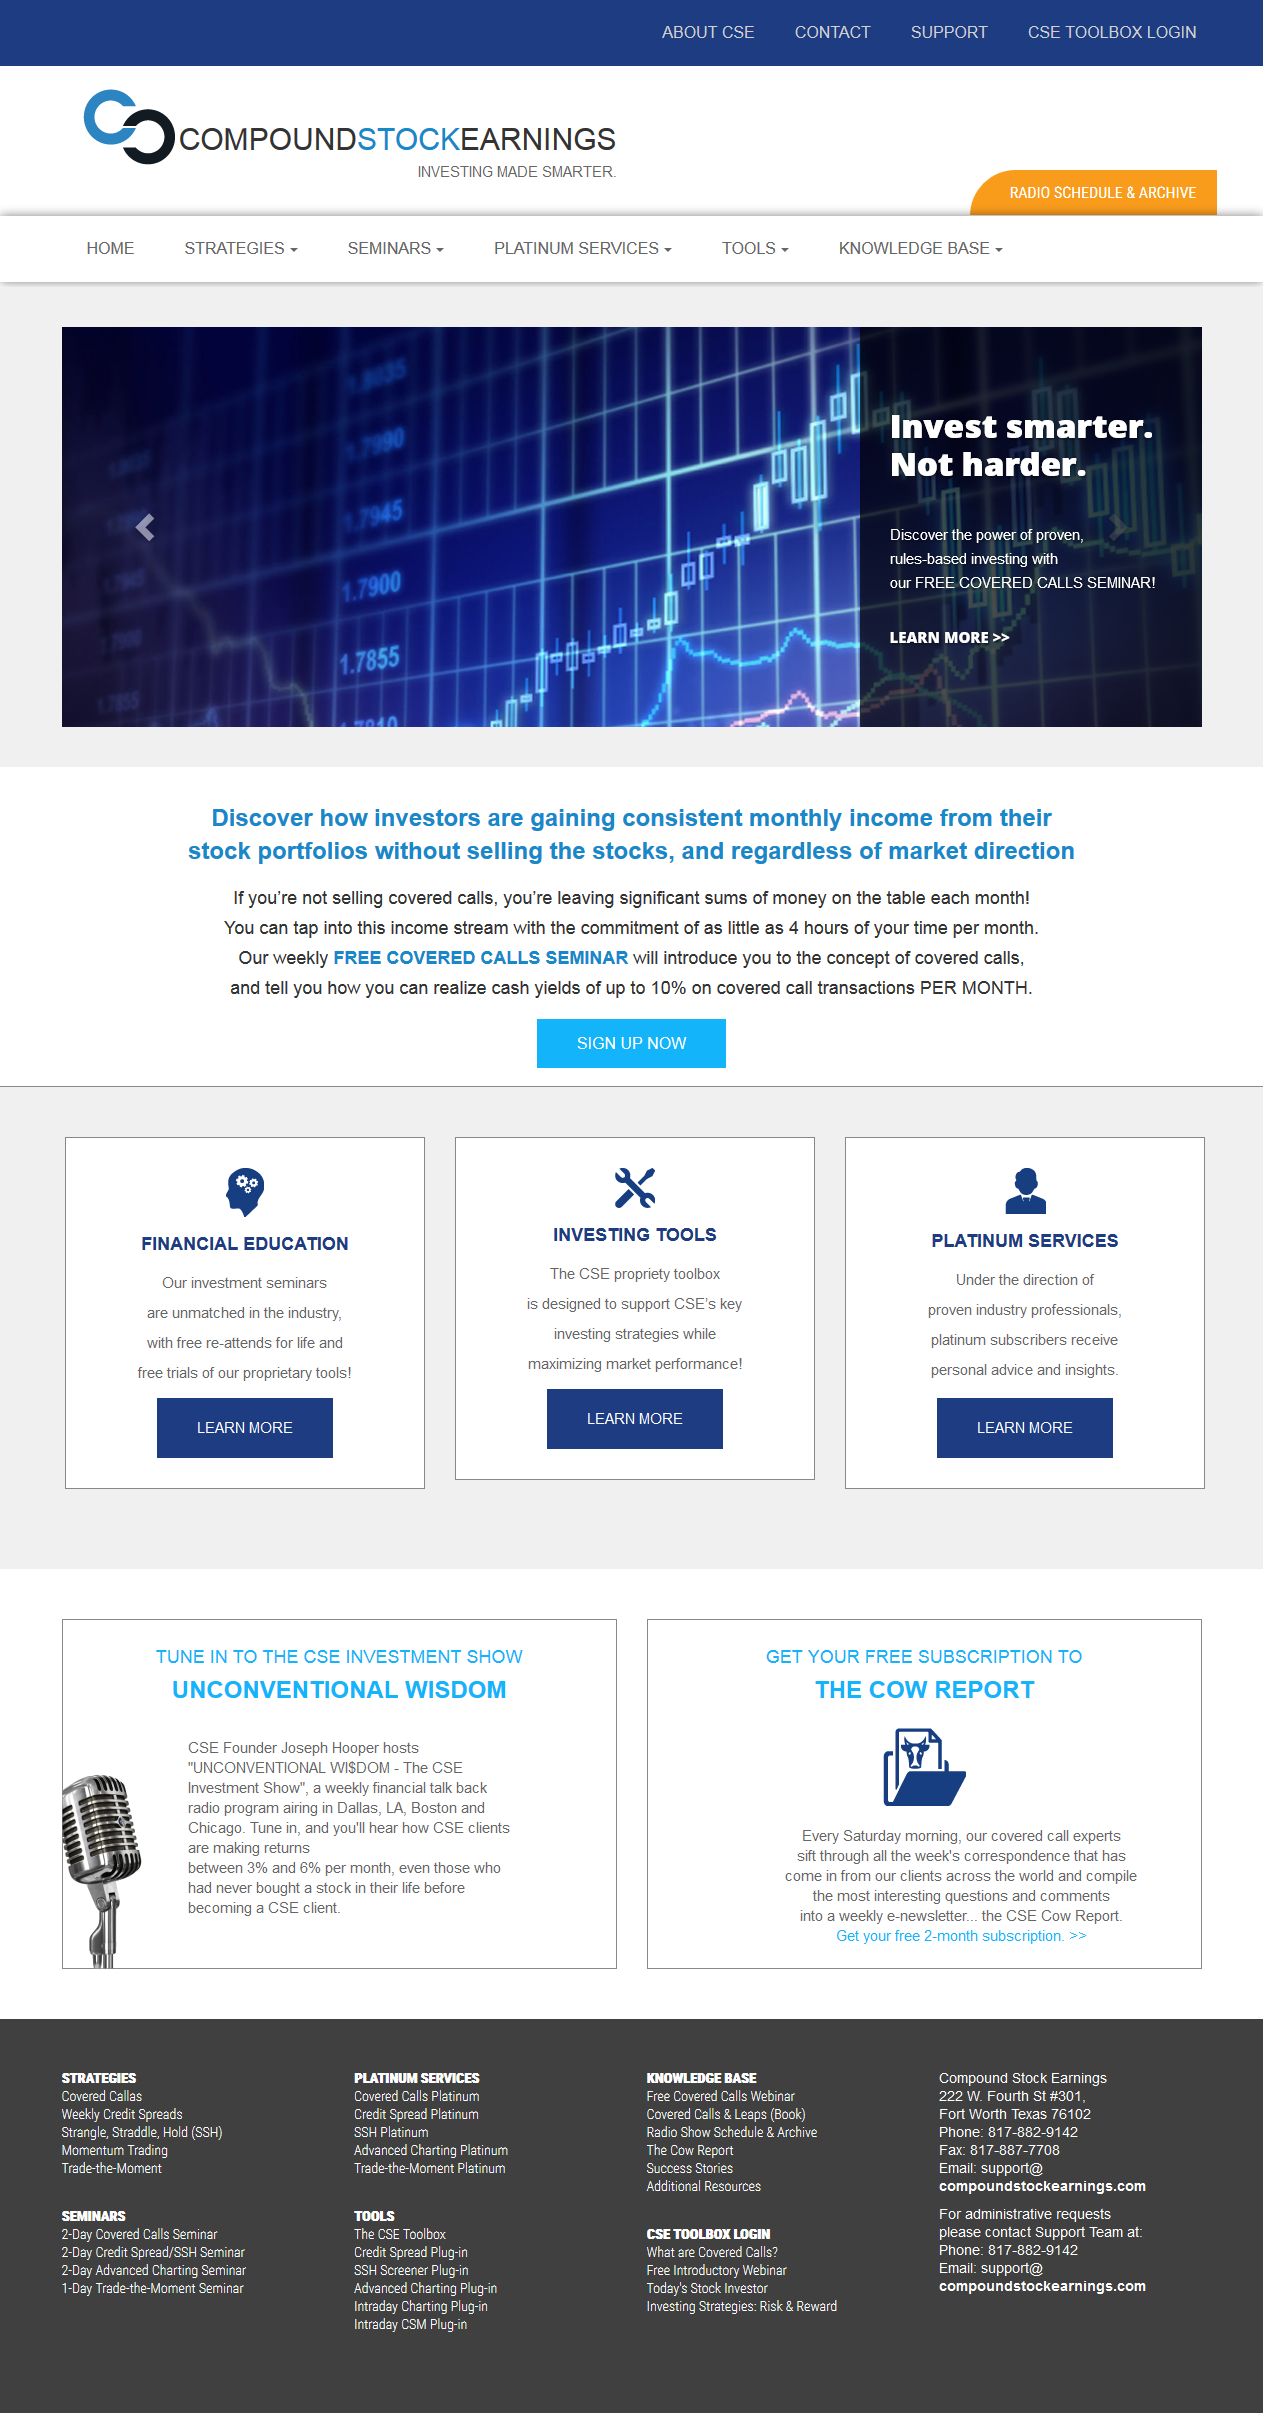 ABOUT CSE CONTACT SUPPORT CSE TOOLBOX LOGIN
COMPOUNDSTOCKEARNINGS
INVESTING MADE SMARTER.
RADIO SCHEDULE & ARCHIVE
HOME STRATEGIES SEMINARS PLATINUM SERVICES TOOLS KNOWLEDGE BASE
1.7990
1.7945
1.7900
1.7855
1.7810
Invest smarter.
Not harder.
Discover the power of proven,
rules-based investing with
our FREE COVERED CALLS SEMINAR!
LEARN MORE >>
Discover how investors are gaining consistent monthly income from their
stock portfolios without selling the stocks, and regardless of market direction
If you’re not selling covered calls, you’re leaving significant sums of money on the table each month!
You can tap into this income stream with the commitment of as little as 4 hours of your time per month.
Our weekly FREE COVERED CALLS SEMINAR will introduce you to the concept of covered calls,
and tell you how you can realize cash yields of up to 10% on covered call transactions PER MONTH.
SIGN UP NOW
FINANCIAL EDUCATION
Our investment seminars
are unmatched in the industry,
with free re-attends for life and
free trials of our proprietary tools!
LEARN MORE
INVESTING TOOLS
The CSE propriety toolbox
is designed to support CSE’s key
investing strategies while
maximizing market performance!
LEARN MORE
PLATINUM SERVICES
Under the direction of
proven industry professionals,
platinum subscribers receive
personal advice and insights.
LEARN MORE
TUNE IN TO THE CSE INVESTMENT SHOW
UNCONVENTIONAL WISDOM
CSE Founder Joseph Hooper hosts
"UNCONVENTIONAL WI$DOM - The CSE
Investment Show", a weekly financial talk back
radio program airing in Dallas, LA, Boston and
Chicago. Tune in, and you'll hear how CSE clients
are making returns
between 3% and 6% per month, even those who
had never bought a stock in their life before
becoming a CSE client.
GET YOUR FREE SUBSCRIPTION TO
THE COW REPORT
Every Saturday morning, our covered call experts
sift through all the week's correspondence that has
come in from our clients across the world and compile
the most interesting questions and comments
into a weekly e-newsletter... the CSE Cow Report.
Get your free 2-month subscription. >>
STRATEGIES
Covered Callas
Weekly Credit Spreads
Strangle, Straddle, Hold (SSH)
Momentum Trading
Trade-the-Moment
SEMINARS
2-Day Covered Calls Seminar
2-Day Credit Spread/SSH Seminar
2-Day Advanced Charting Seminar
1-Day Trade-the-Moment Seminar
PLATINUM SERVICES
Covered Calls Platinum
Credit Spread Platinum
SSH Platinum
Advanced Charting Platinum
Trade-the-Moment Platinum
TOOLS
The CSE Toolbox
Credit Spread Plug-in
SSH Screener Plug-in
Advanced Charting Plug-in
Intraday Charting Plug-in
Intraday CSM Plug-in
KNOWLEDGE BASE
Free Covered Calls Webinar
Covered Calls & Leaps (Book)
Radio Show Schedule & Archive
The Cow Report
Success Stories
Additional Resources
CSE TOOLBOX LOGIN
What are Covered Calls?
Free Introductory Webinar
Today's Stock Investor
Investing Strategies: Risk & Reward
Compound Stock Earnings
222 W. Fourth St #301,
Fort Worth Texas 76102
Phone: 817-882-9142
Fax: 817-887-7708
Email: support@
compoundstockearnings.com
For administrative requests
please contact Support Team at:
Phone: 817-882-9142
Email: support@
compoundstockearnings.com